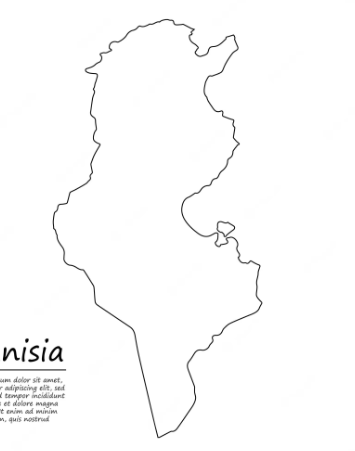 nisia
um dolor sit amet,
r adipiscing elit, sed
d tempor incididunt
et dolore magna
t enim ad minim
m, quis nostrud